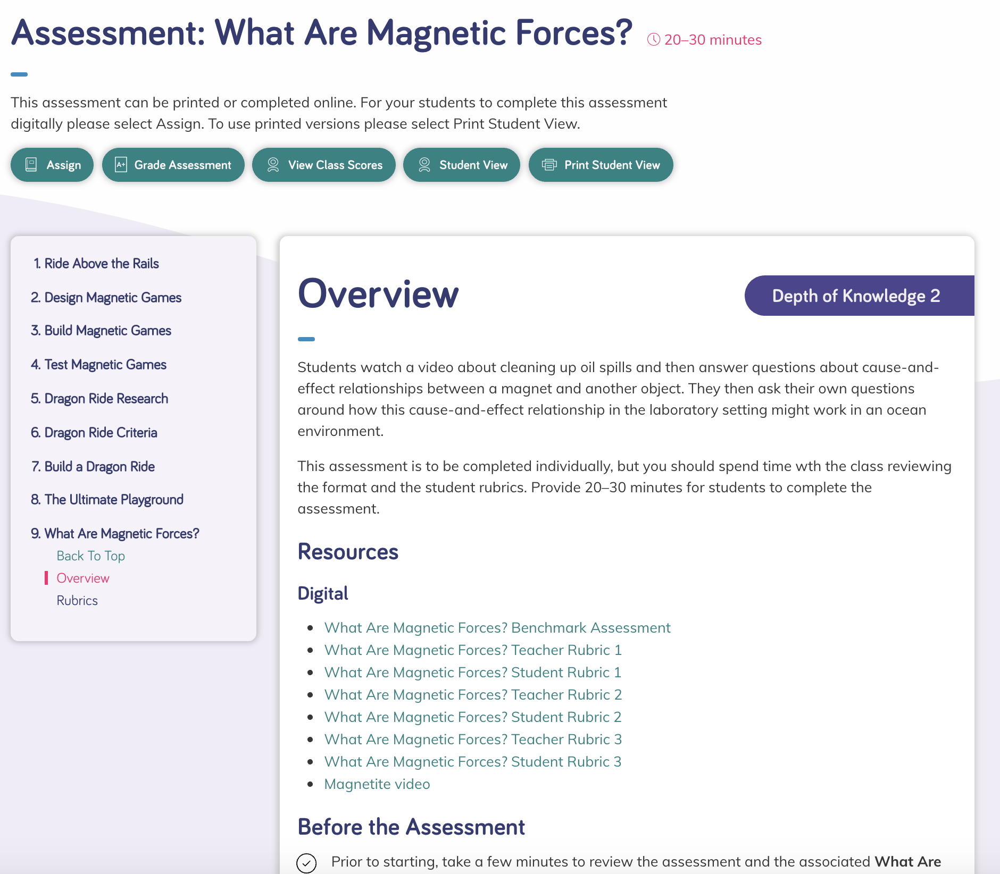 Assessment: What Are Magnetic Forces?
20–30 minutes
This assessment can be printed or completed online. For your students to complete this assessment
digitally please select Assign. To use printed versions please select Print Student View.
Assign
A+
Grade Assessment
View Class Scores
Student View
Print Student View
1. Ride Above the Rails
2. Design Magnetic Games
3. Build Magnetic Games
4. Test Magnetic Games
5. Dragon Ride Research
6. Dragon Ride Criteria
7. Build a Dragon Ride
8. The Ultimate Playground
9. What Are Magnetic Forces?
Back To Top
Overview
Rubrics
Overview
Depth of Knowledge 2
Students watch a video about cleaning up oil spills and then answer questions about cause-and-
effect relationships between a magnet and another object. They then ask their own questions
around how this cause-and-effect relationship in the laboratory setting might work in an ocean
environment.
This assessment is to be completed individually, but you should spend time wth the class reviewing
the format and the student rubrics. Provide 20–30 minutes for students to complete the
assessment.
Resources
Digital
• What Are Magnetic Forces? Benchmark Assessment
• What Are Magnetic Forces? Teacher Rubric 1
• What Are Magnetic Forces? Student Rubric 1
• What Are Magnetic Forces? Teacher Rubric 2
• What Are Magnetic Forces? Student Rubric 2
• What Are Magnetic Forces? Teacher Rubric 3
• What Are Magnetic Forces? Student Rubric 3
• Magnetite video
Before the Assessment
Prior to starting, take a few minutes to review the assessment and the associated What Are